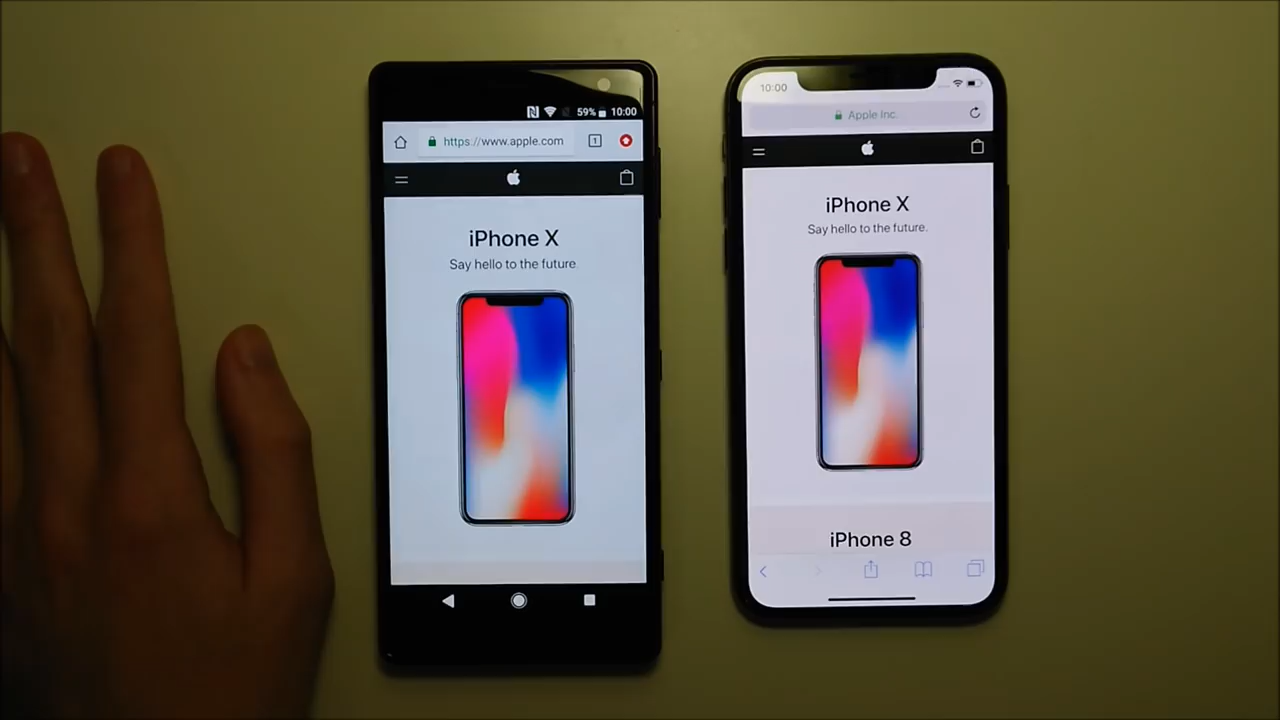 59% 10:00
https://www.apple.com
1
iPhone X
Say hello to the future.
10:00
Apple Inc.
iPhone X
Say hello to the future.
iPhone 8